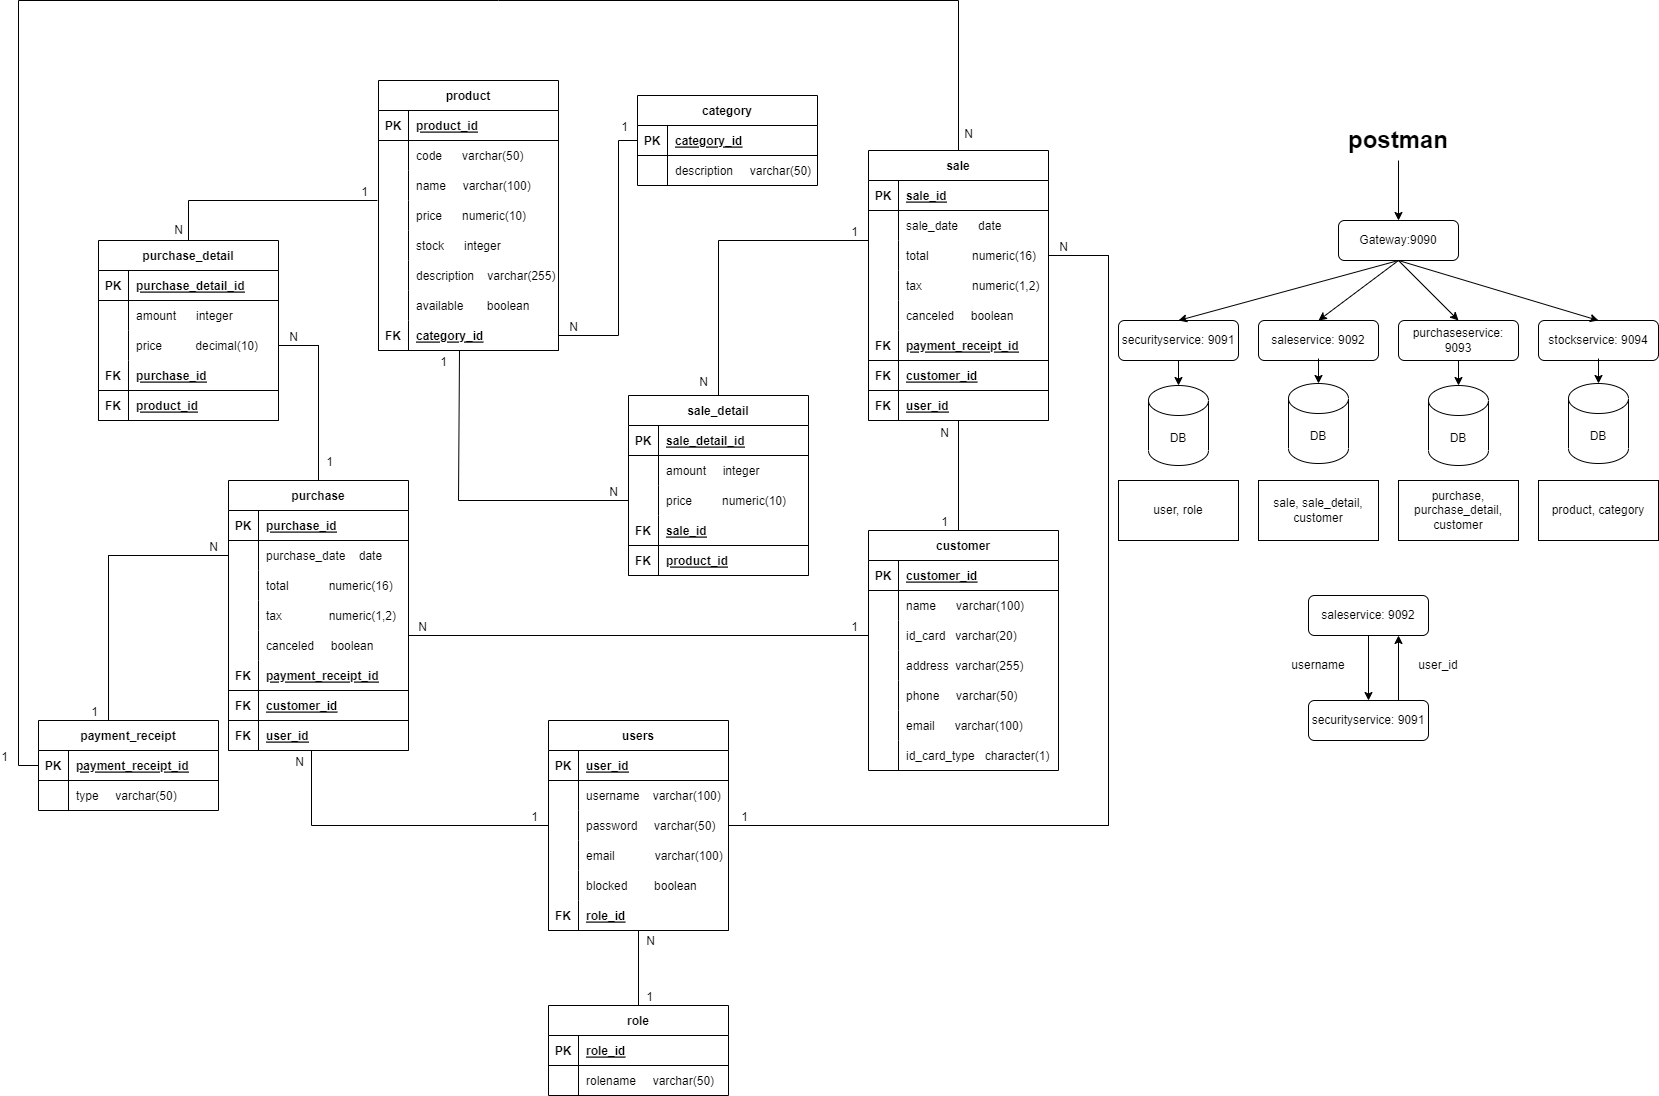 product
PK product_id
code varchar(50)
name varchar(100)
price numeric(10)
stock integer
description varchar(255)
available boolean
FK category_id
1
N
1
category
PK category_id
description varchar(50)
1
N
purchase_detail
PK purchase_detail_id
amount integer
price decimal(10)
FK purchase_id
FK product_id
N
N
1
sale
PK sale_id
sale_date date
total numeric(16)
tax numeric(1,2)
canceled boolean
FK payment_receipt_id
FK customer_id
FK user_id
N
1
N
N
sale_detail
PK sale_detail_id
amount integer
price numeric(10)
FK sale_id
FK product_id
N
N
purchase
PK purchase_id
purchase_date date
total numeric(16)
tax numeric(1,2)
canceled boolean
FK payment_receipt_id
FK customer_id
FK user_id
1
N
N
N
customer
PK customer_id
name varchar(100)
id_card varchar(20)
address varchar(255)
phone varchar(50)
email varchar(100)
id_card_type character(1)
1
1
payment_receipt
PK payment_receipt_id
type varchar(50)
1
1
users
PK user_id
username varchar(100)
password varchar(50)
email varchar(100)
blocked boolean
FK role_id
1
1
N
role
PK role_id
rolename varchar(50)
1
postman
Gateway:9090
securityservice: 9091
saleservice: 9092
purchaseservice:
9093
stockservice: 9094
DB
DB
DB
DB
user, role
sale, sale_detail,
customer
purchase,
purchase_detail,
customer
product, category
saleservice: 9092
username
user_id
securityservice: 9091